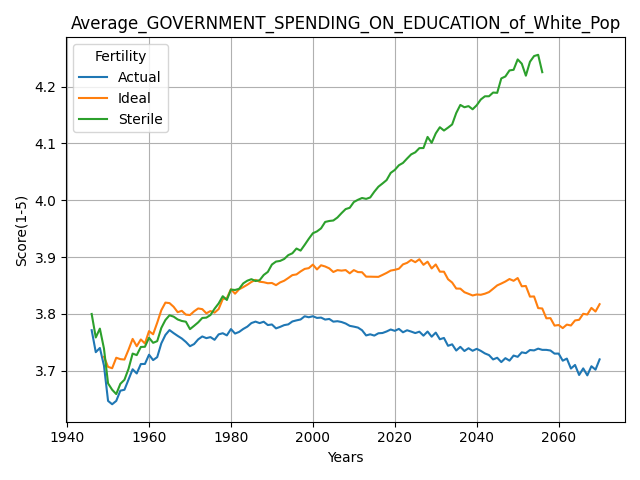 Average_GOVERNMENT_SPENDING_ON_EDUCATION_of_White_Pop
Fertility
Actual
Ideal
Sterile
4.2
4.1
4.0
3.9
3.8
3.7
Score(1-5)
1940 1960 1980 2000 2020 2040 2060
Years